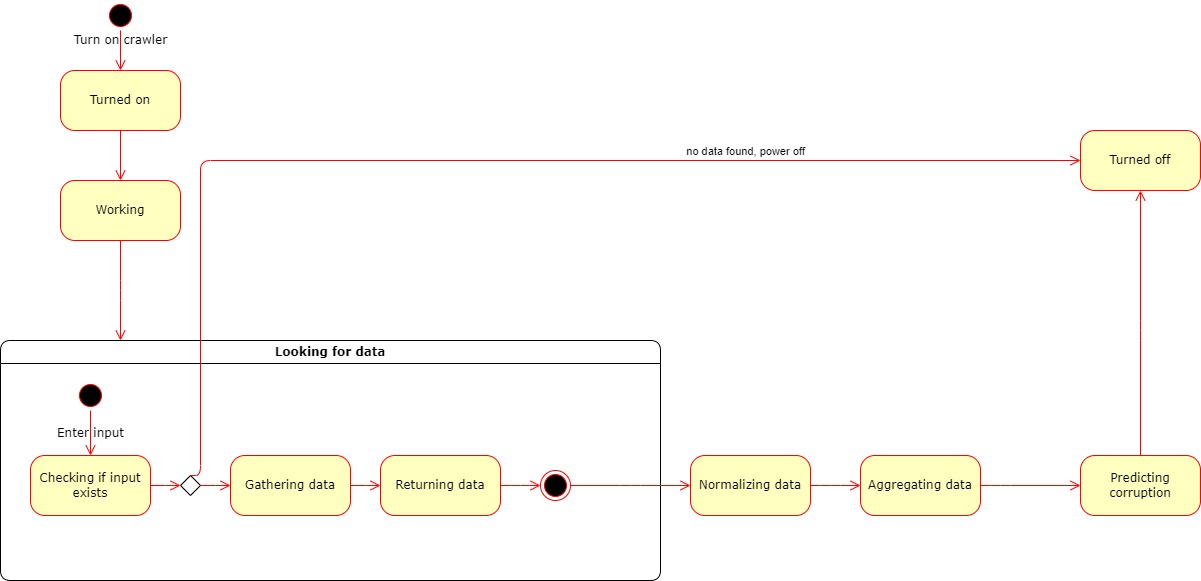 Turn on crawler
Turned on
no data found, power off
Turned off
Working
Looking for data
Enter input
Checking if input
exists
Gathering data
Returning data
Normalizing data
Aggregating data
Predicting
corruption